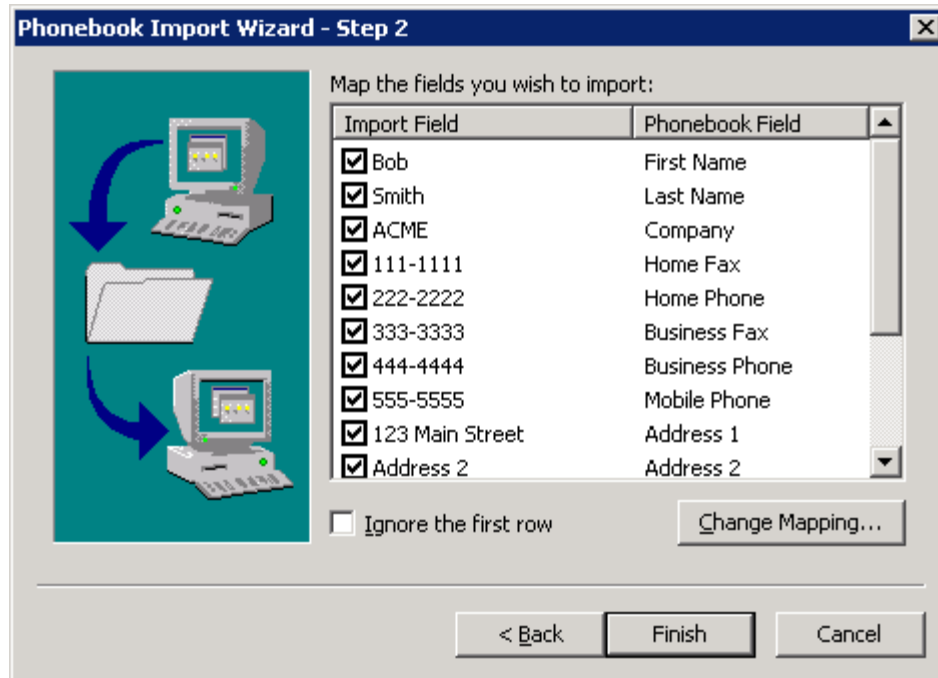 Phonebook Import Wizard - Step 2
Map the fields you wish to import:
Import Field Phonebook Field
Bob First Name
Smith Last Name
ACME Company
111-1111 Home Fax
222-2222 Home Phone
333-3333 Business Fax
444-4444 Business Phone
555-5555 Mobile Phone
123 Main Street Address 1
Address 2 Address 2
Ignore the first row Change Mapping...
< Back Finish Cancel